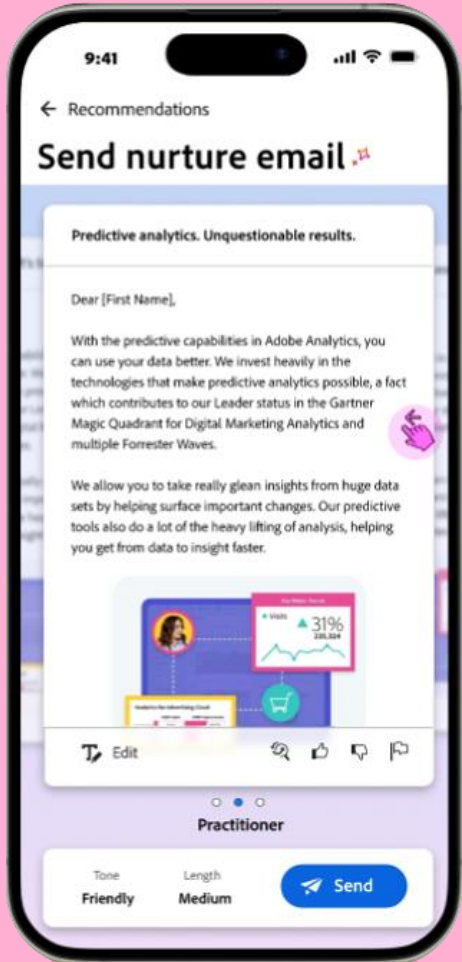 9:41
← Recommendations
Send nurture email
Predictive analytics. Unquestionable results.
Dear [First Name],
With the predictive capabilities in Adobe Analytics, you
can use your data better. We invest heavily in the
technologies that make predictive analytics possible, a fact
which contributes to our Leader status in the Gartner
Magic Quadrant for Digital Marketing Analytics and
multiple Forrester Waves.
We allow you to take really glean insights from huge data
sets by helping surface important changes. Our predictive
tools also do a lot of the heavy lifting of analysis, helping
you get from data to insight faster.
Visits
31%
Analytics for Advertising Cloud
Edit
Practitioner
Tone
Length
Friendly
Medium
Send